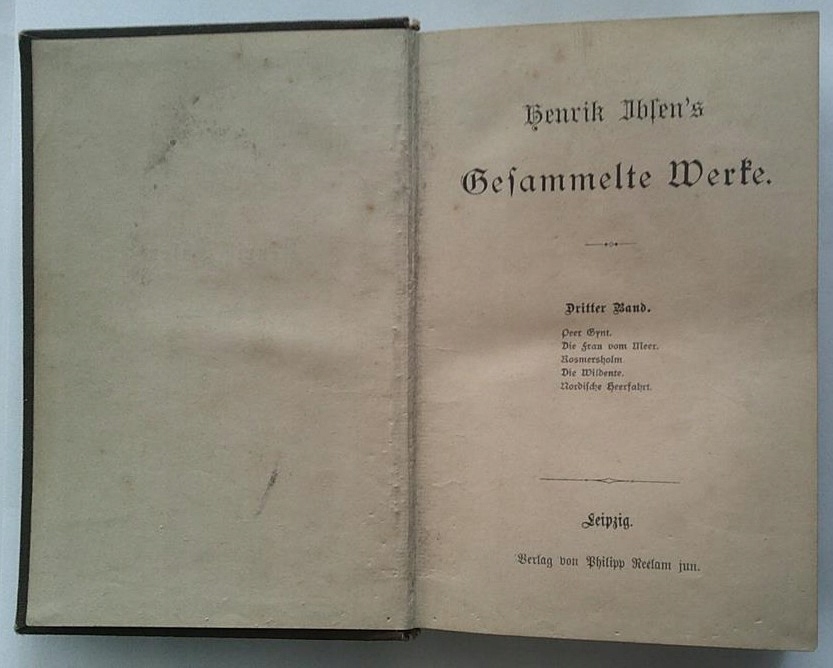 Henrik Ibſen's
Geſammelte Werke.
Dritter Band.
Peer Gynt.
Die Frau vom Meer.
Rosmersholm.
Die Wildente.
Nordiſche Heerfahrt.
Leipzig.
Verlag von Philipp Reclam jun.